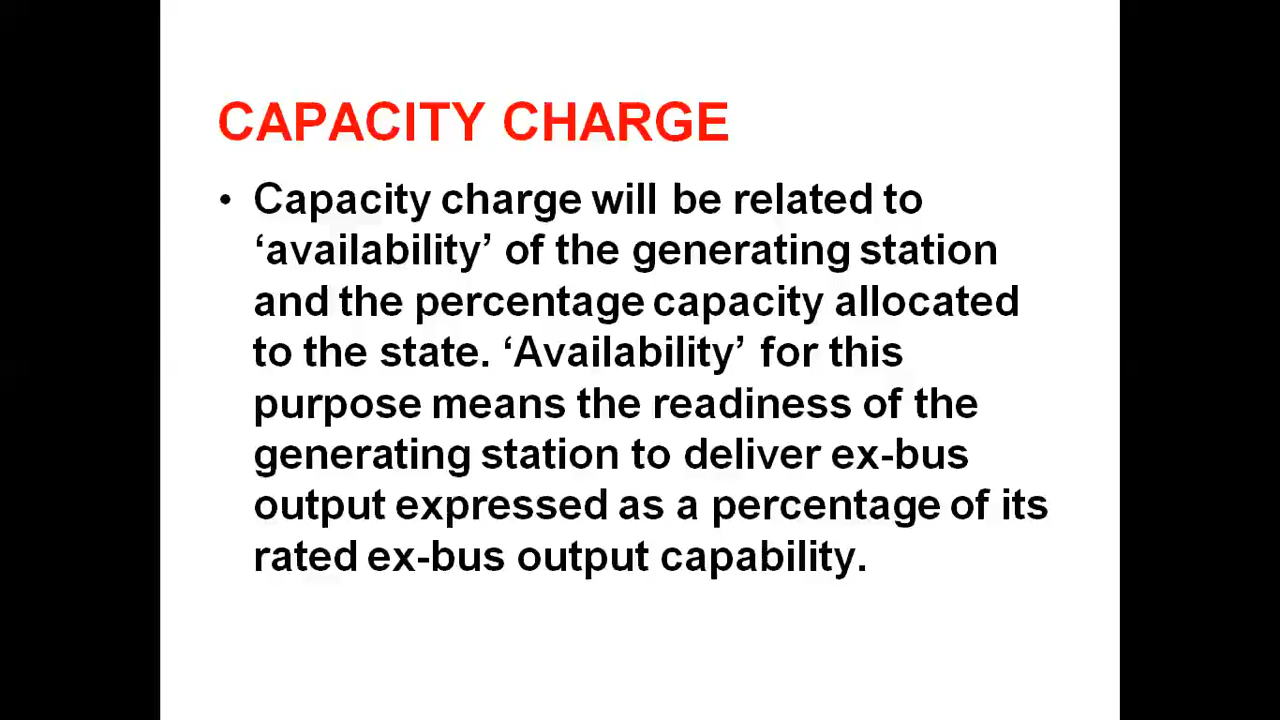 CAPACITY CHARGE
• Capacity charge will be related to
‘availability’ of the generating station
and the percentage capacity allocated
to the state. ‘Availability’ for this
purpose means the readiness of the
generating station to deliver ex-bus
output expressed as a percentage of its
rated ex-bus output capability.